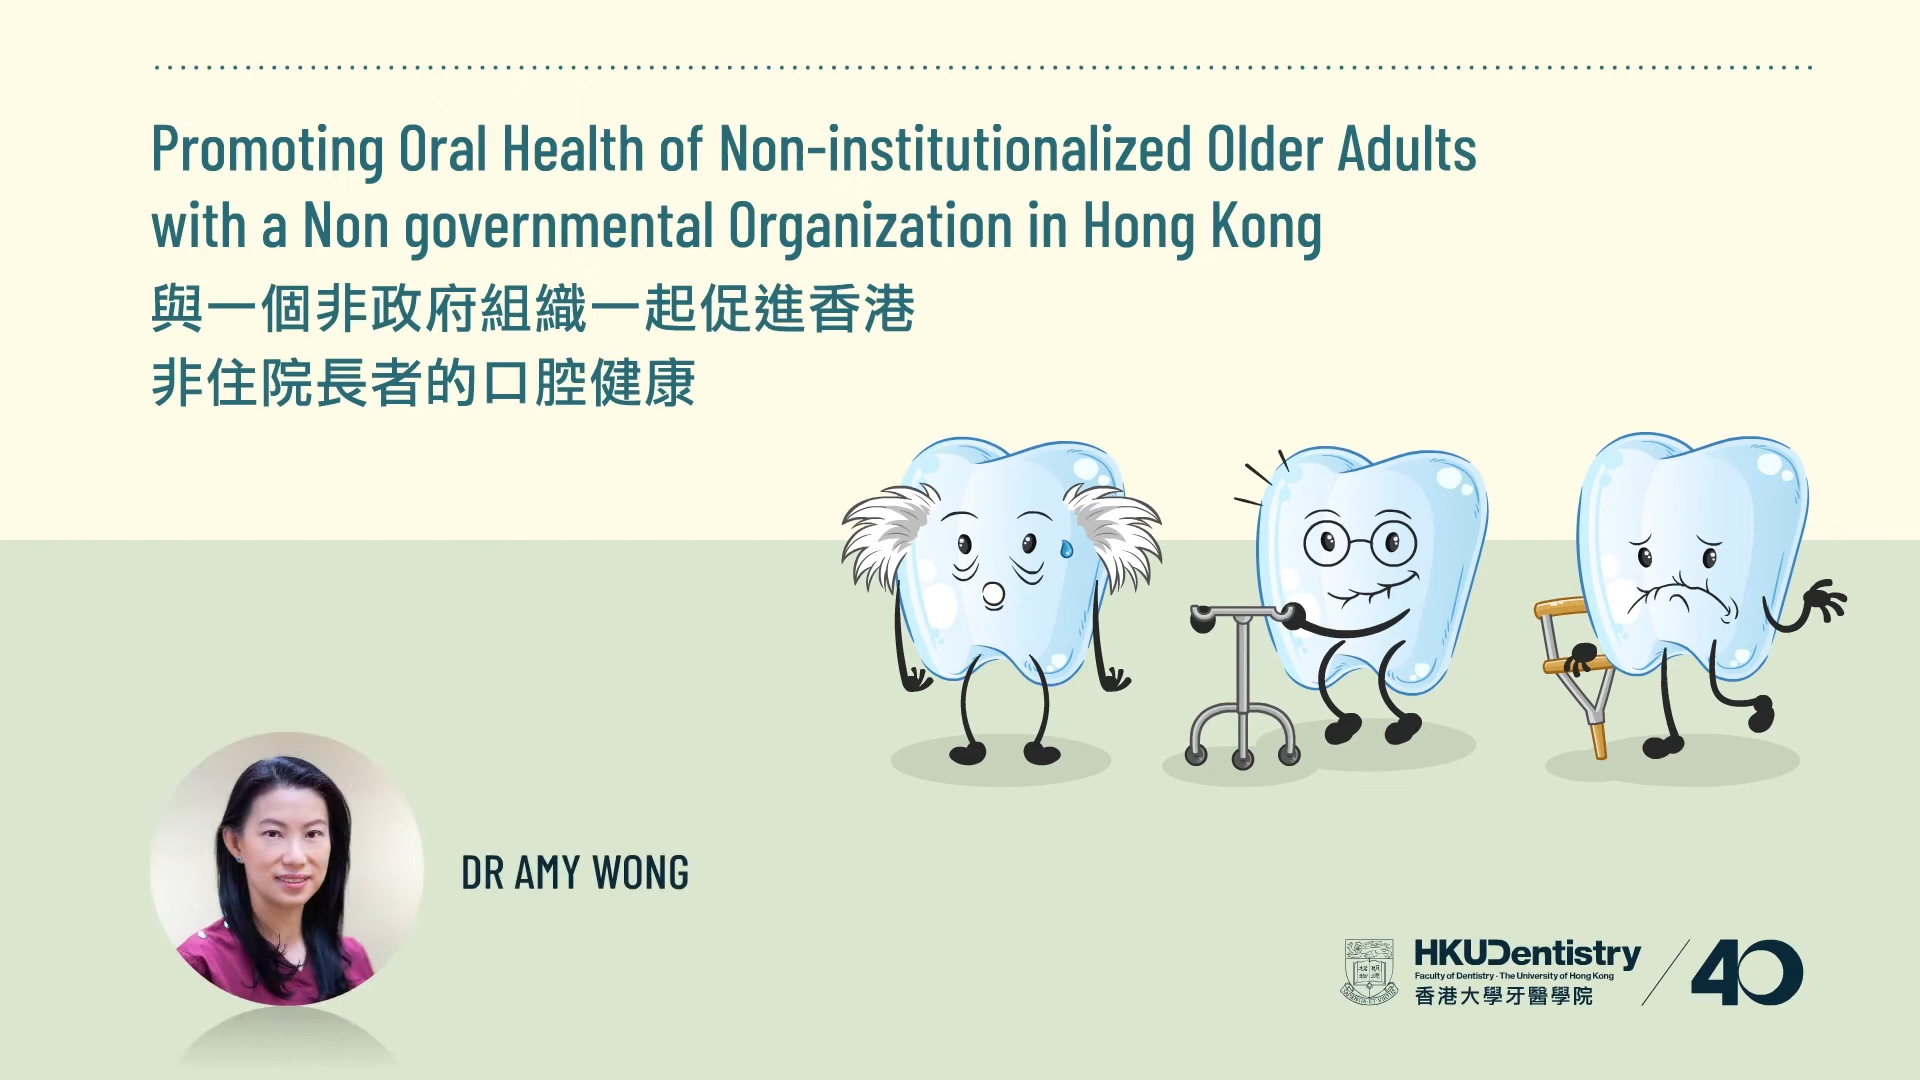 Promoting Oral Health of Non-institutionalized Older Adults
with a Non governmental Organization in Hong Kong
與一個非政府組織一起促進香港
非住院長者的口腔健康
DR AMY WONG
HKUDentistry
Faculty of Dentistry · The University of Hong Kong
香港大學牙醫學院
40